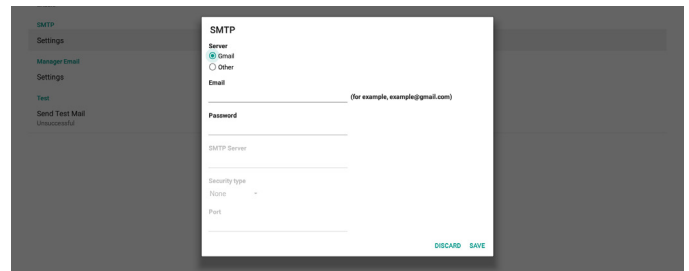 SMTP
Settings
Manager Email
Settings
Test
Send Test Mail
Unsuccessful
SMTP
Server
Gmail
Other
Email
(for example, example@gmail.com)
Password
SMTP Server
Security type
None
Port
DISCARD SAVE